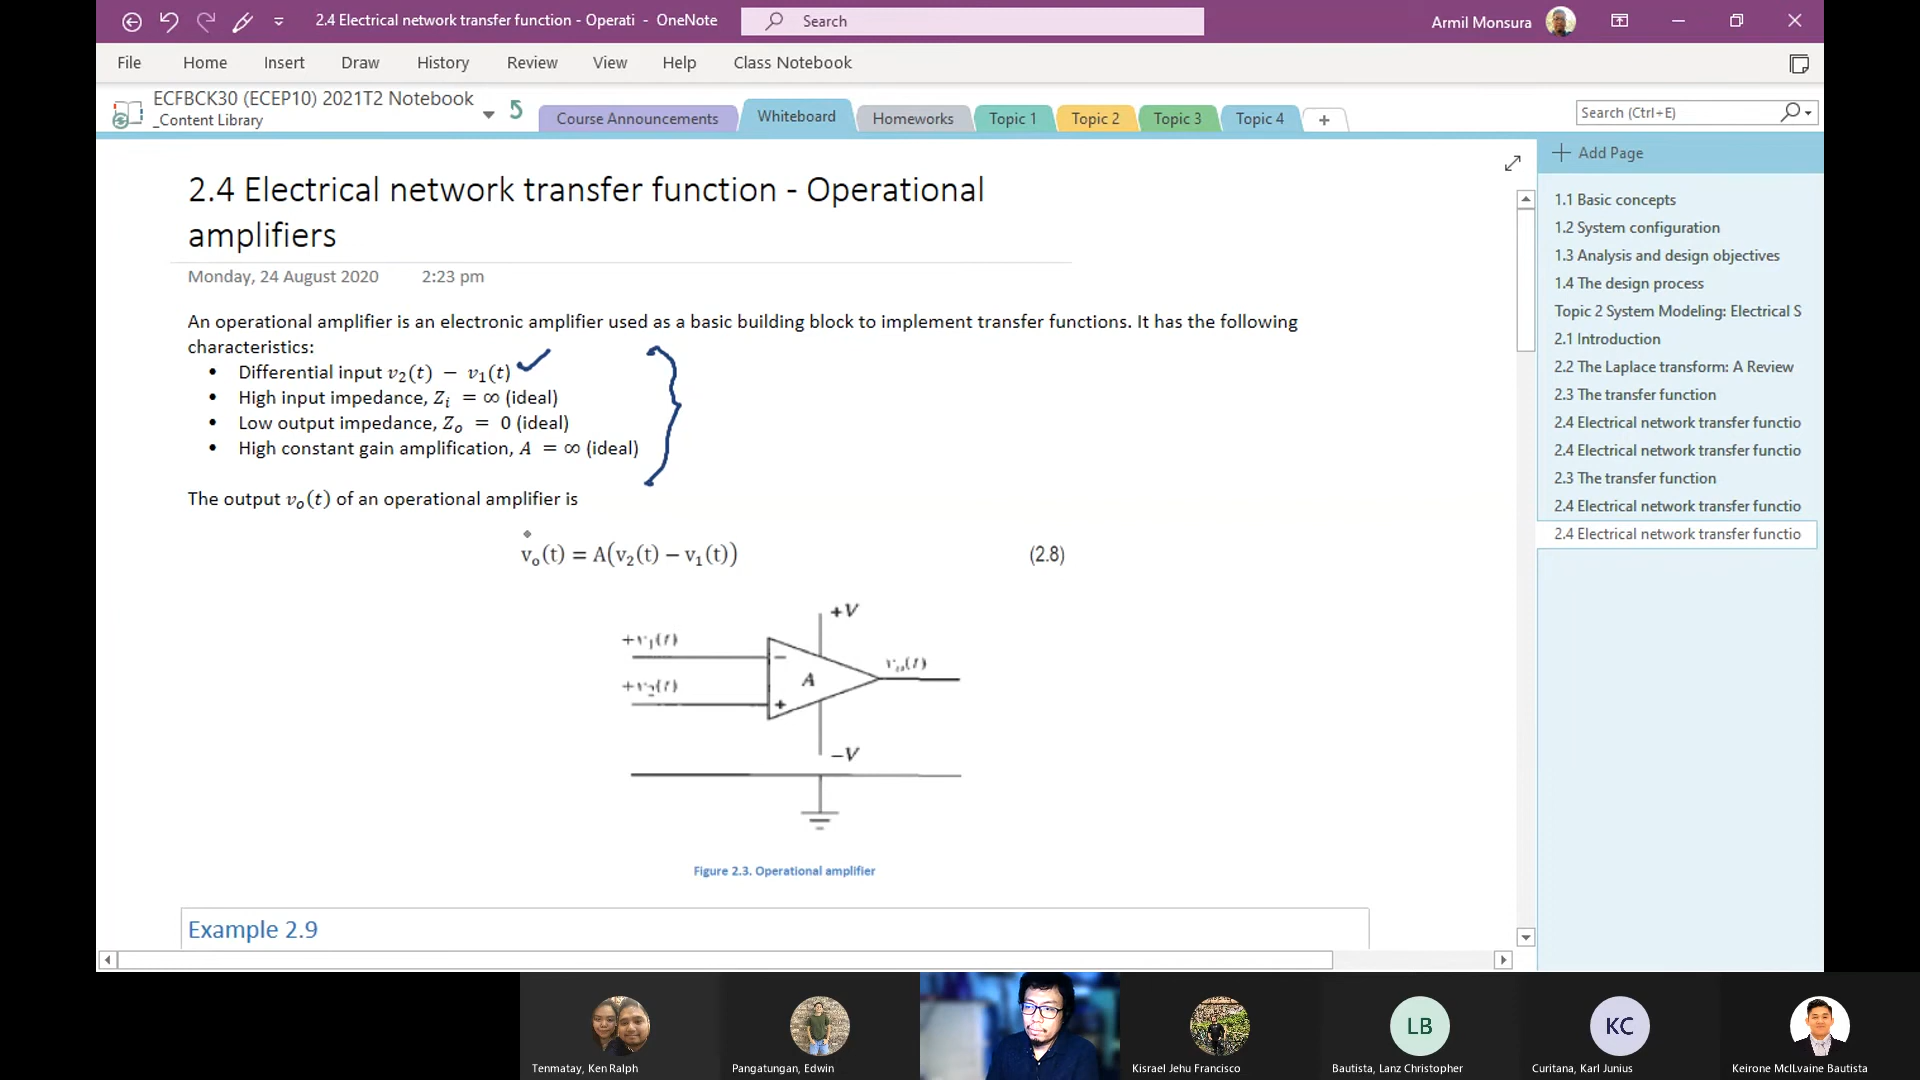 2.4 Electrical network transfer function - Operati - OneNote
Search
Armil Monsura
File Home Insert Draw History Review View Help Class Notebook
ECFBCK30 (ECEP10) 2021T2 Notebook
_Content Library
Course Announcements Whiteboard Homeworks Topic 1 Topic 2 Topic 3 Topic 4 +
Search (Ctrl+E)
2.4 Electrical network transfer function - Operational
amplifiers
Monday, 24 August 2020 2:23 pm
An operational amplifier is an electronic amplifier used as a basic building block to implement transfer functions. It has the following
characteristics:
• Differential input v₂(t) − v₁(t)
• High input impedance, Zᵢ = ∞ (ideal)
• Low output impedance, Zₒ = 0 (ideal)
• High constant gain amplification, A = ∞ (ideal)
The output vₒ(t) of an operational amplifier is
vₒ(t) = A(v₂(t) − v₁(t)) (2.8)
+V
+v₁(t)
−
vₒ(t)
A
+v₂(t)
+
−V
Figure 2.3. Operational amplifier
Example 2.9
Add Page
1.1 Basic concepts
1.2 System configuration
1.3 Analysis and design objectives
1.4 The design process
Topic 2 System Modeling: Electrical S
2.1 Introduction
2.2 The Laplace transform: A Review
2.3 The transfer function
2.4 Electrical network transfer functio
2.4 Electrical network transfer functio
2.3 The transfer function
2.4 Electrical network transfer functio
2.4 Electrical network transfer functio
LB KC
Tenmatay, Ken Ralph Pangatungan, Edwin Kisrael Jehu Francisco Bautista, Lanz Christopher Curitana, Karl Junius Keirone McILvaine Bautista